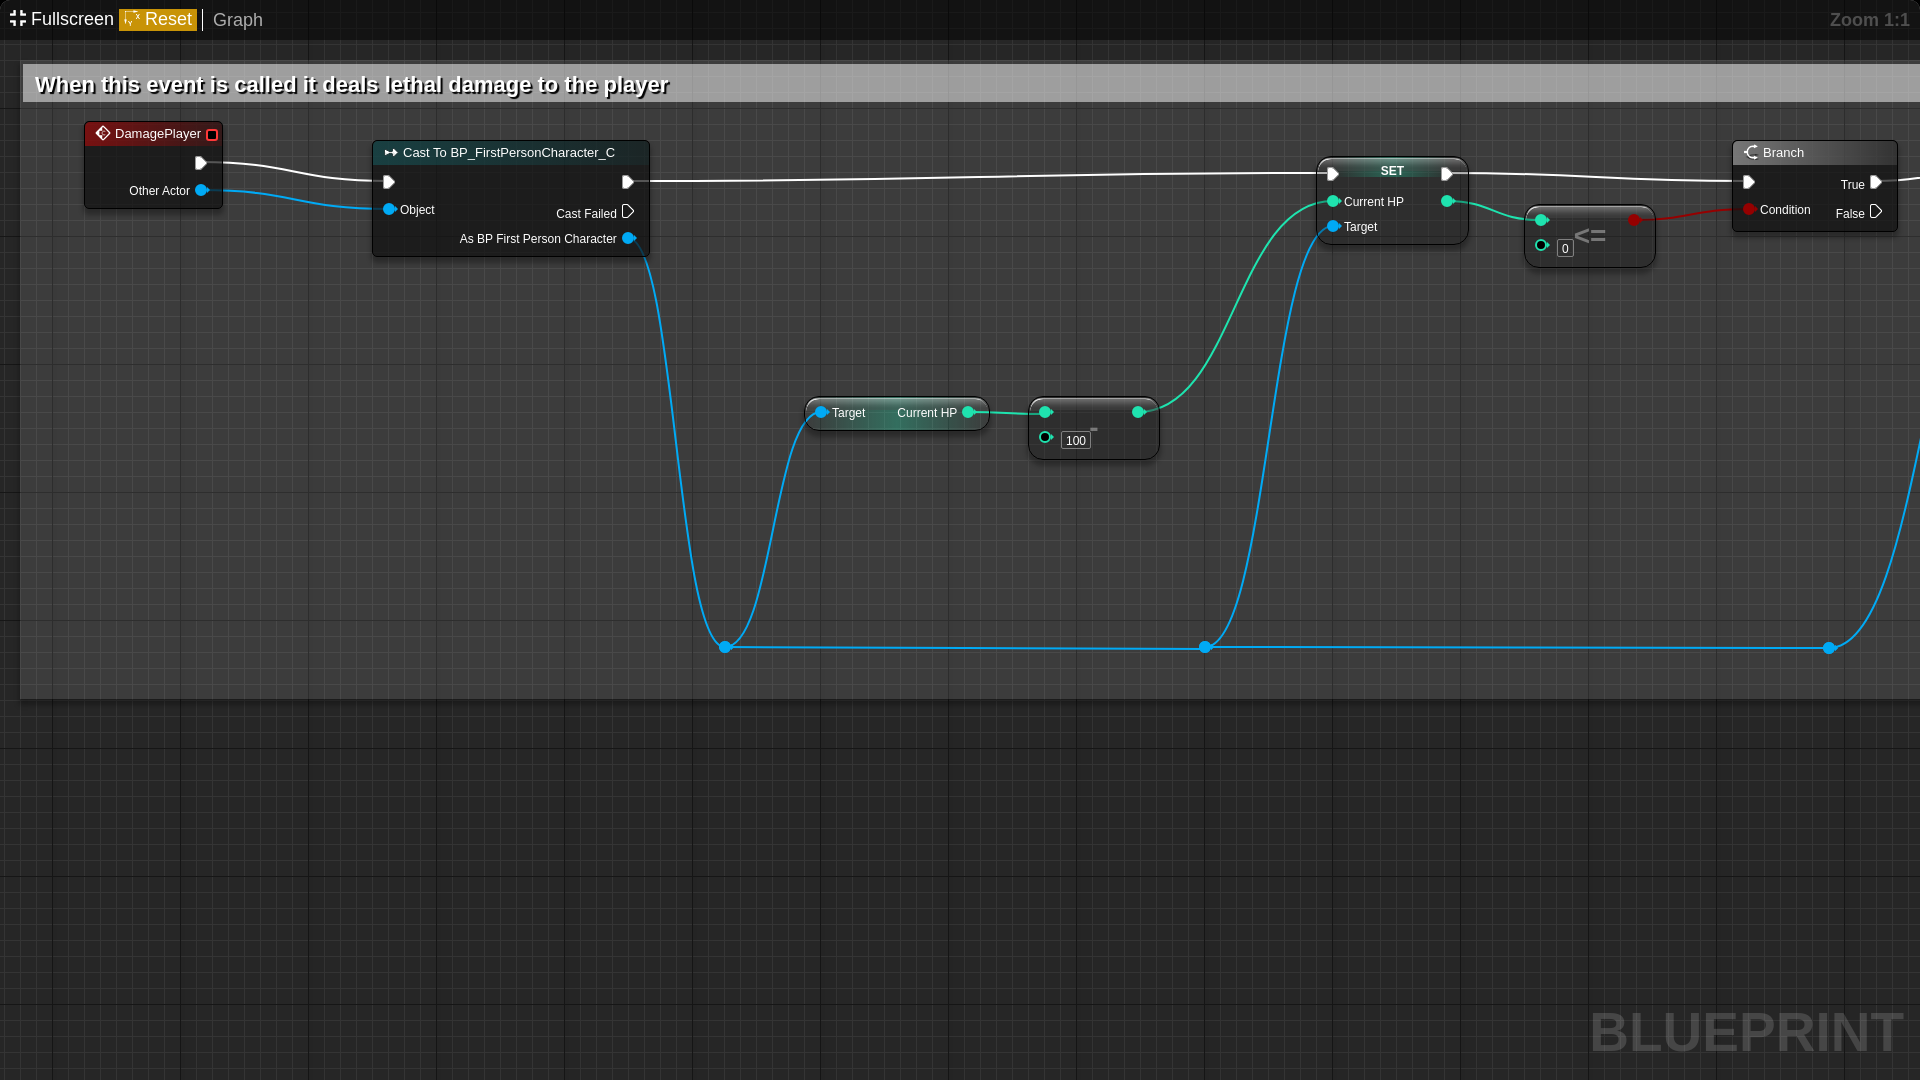 Fullscreen Reset Graph Zoom 1:1
When this event is called it deals lethal damage to the player
DamagePlayer
Other Actor
Cast To BP_FirstPersonCharacter_C
Object
Cast Failed
As BP First Person Character
SET
Current HP
Target
<=
0
Branch
True
Condition
False
Target Current HP
-
100
BLUEPRINT